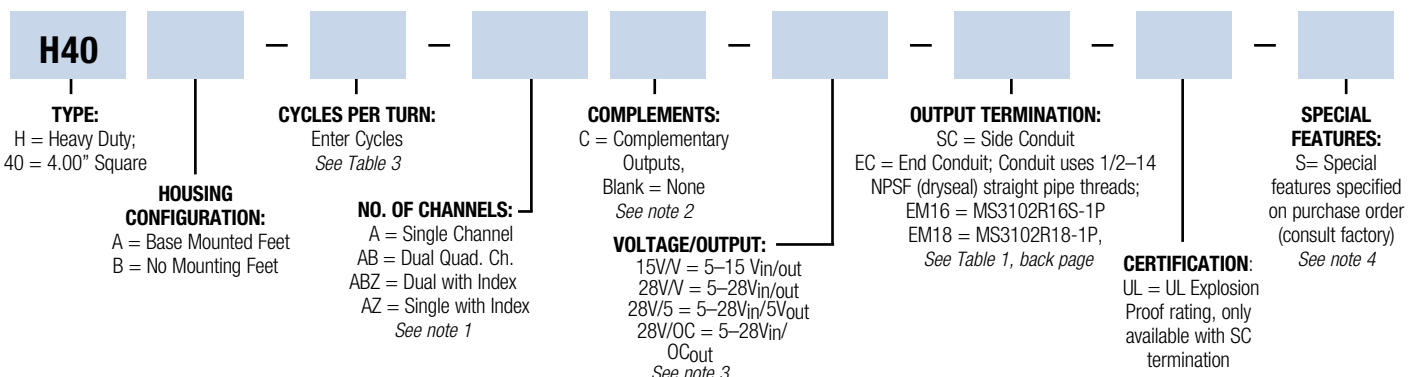 H40 – – – – – –
TYPE:
H = Heavy Duty;
40 = 4.00” Square
HOUSING
CONFIGURATION:
A = Base Mounted Feet
B = No Mounting Feet
CYCLES PER TURN:
Enter Cycles
See Table 3
NO. OF CHANNELS:
A = Single Channel
AB = Dual Quad. Ch.
ABZ = Dual with Index
AZ = Single with Index
See note 1
COMPLEMENTS:
C = Complementary
Outputs,
Blank = None
See note 2
VOLTAGE/OUTPUT:
15V/V = 5–15 Vin/out
28V/V = 5–28Vin/out
28V/5 = 5–28Vin/5Vout
28V/OC = 5–28Vin/
OCout
See note 3
OUTPUT TERMINATION:
SC = Side Conduit
EC = End Conduit; Conduit uses 1/2–14
NPSF (dryseal) straight pipe threads;
EM16 = MS3102R16S-1P
EM18 = MS3102R18-1P,
See Table 1, back page
CERTIFICATION:
UL = UL Explosion
Proof rating, only
available with SC
termination
SPECIAL
FEATURES:
S= Special
features specified
on purchase order
(consult factory)
See note 4